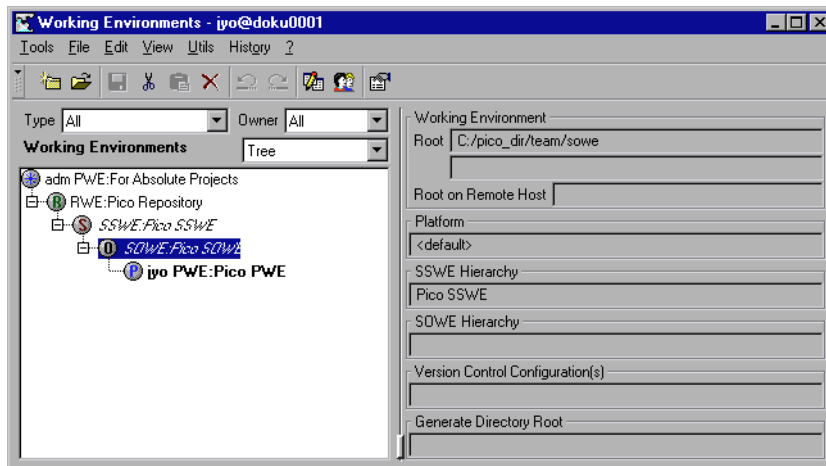 Working Environments - jyo@doku0001
Tools File Edit View Utils History ?
Type All Owner All
Working Environments Tree
adm PWE:For Absolute Projects
RWE:Pico Repository
SSWE:Pico SSWE
SOWE:Pico SOWE
jyo PWE:Pico PWE
Working Environment
Root C:/pico_dir/team/sowe
Root on Remote Host
Platform
<default>
SSWE Hierarchy
Pico SSWE
SOWE Hierarchy
Version Control Configuration(s)
Generate Directory Root